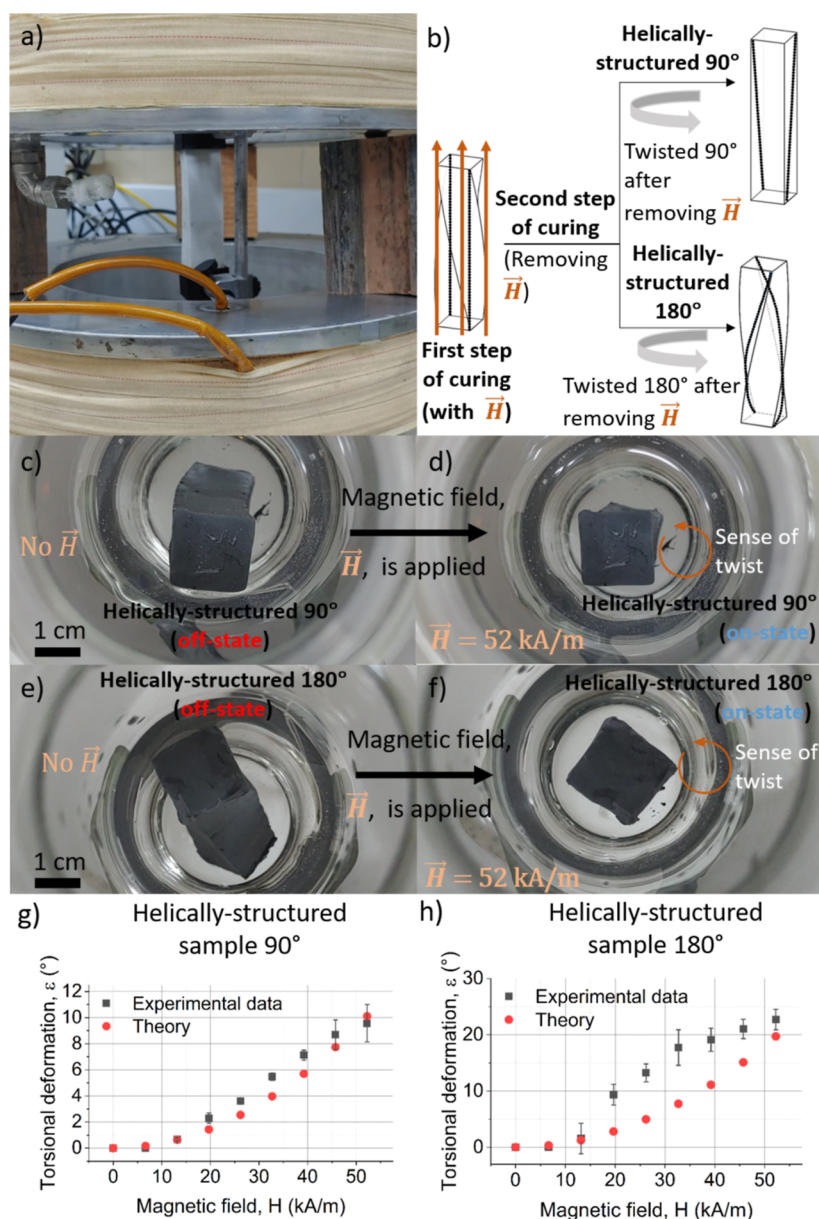 a)
b)
Helically-
structured 90°
Twisted 90°
after
removing H⃗
Second step
of curing
(Removing
H⃗)
First step
of curing
(with H⃗)
Helically-
structured
180°
Twisted 180° after
removing H⃗
c)
No H⃗
Helically-structured 90°
(off-state)
1 cm
Magnetic field,
H⃗, is applied
d)
Sense of
twist
Helically-structured 90°
(on-state)
H⃗ = 52 kA/m
e)
Helically-structured 180°
(off-state)
No H⃗
1 cm
Magnetic field,
H⃗, is applied
f)
Helically-structured 180°
(on-state)
Sense of
twist
H⃗ = 52 kA/m
g)
Helically-structured
sample 90°
Torsional deformation, ε (°)
12
10
8
6
4
2
0
Experimental data
Theory
0 10 20 30 40 50
Magnetic field, H (kA/m)
h)
Helically-structured
sample 180°
Torsional deformation, ε (°)
30
20
10
0
Experimental data
Theory
0 10 20 30 40 50
Magnetic field, H (kA/m)